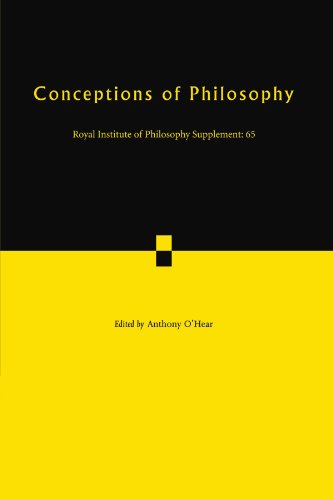 Conceptions of Philosophy
Royal Institute of Philosophy Supplement: 65
Edited by Anthony O'Hear